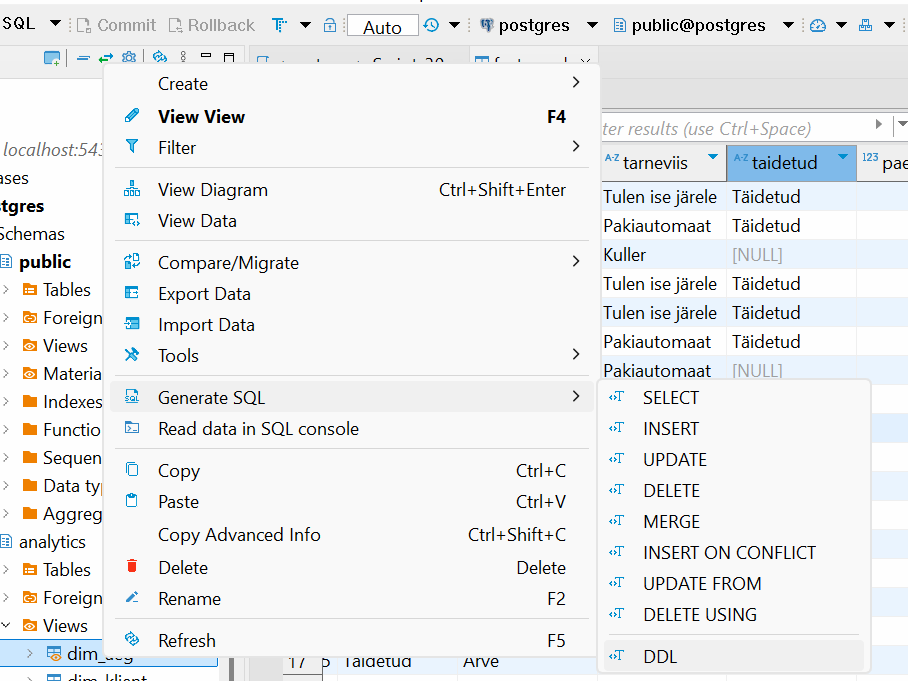 SQL Commit Rollback T Auto postgres public@postgres
Create
View View F4
Filter
View Diagram Ctrl+Shift+Enter
View Data
Compare/Migrate
Export Data
Import Data
Tools
Generate SQL
Read data in SQL console
Copy Ctrl+C
Paste Ctrl+V
Copy Advanced Info Ctrl+Shift+C
Delete Delete
Rename F2
Refresh F5
SELECT
INSERT
UPDATE
DELETE
MERGE
INSERT ON CONFLICT
UPDATE FROM
DELETE USING
DDL
localhost:543
ases
tgres
Schemas
public
Tables
Foreign
Views
Materia
Indexes
Functio
Sequen
Data ty
Aggreg
analytics
Tables
Foreign
Views
dim_aeg
dim_klient
ter results (use Ctrl+Space)
A-Z tarneviis A-Z taidetud 123 pae
Tulen ise järele Täidetud
Pakiautomaat Täidetud
Kuller [NULL]
Tulen ise järele Täidetud
Tulen ise järele Täidetud
Pakiautomaat Täidetud
Pakiautomaat [NULL]
17 5 Täidetud Arve